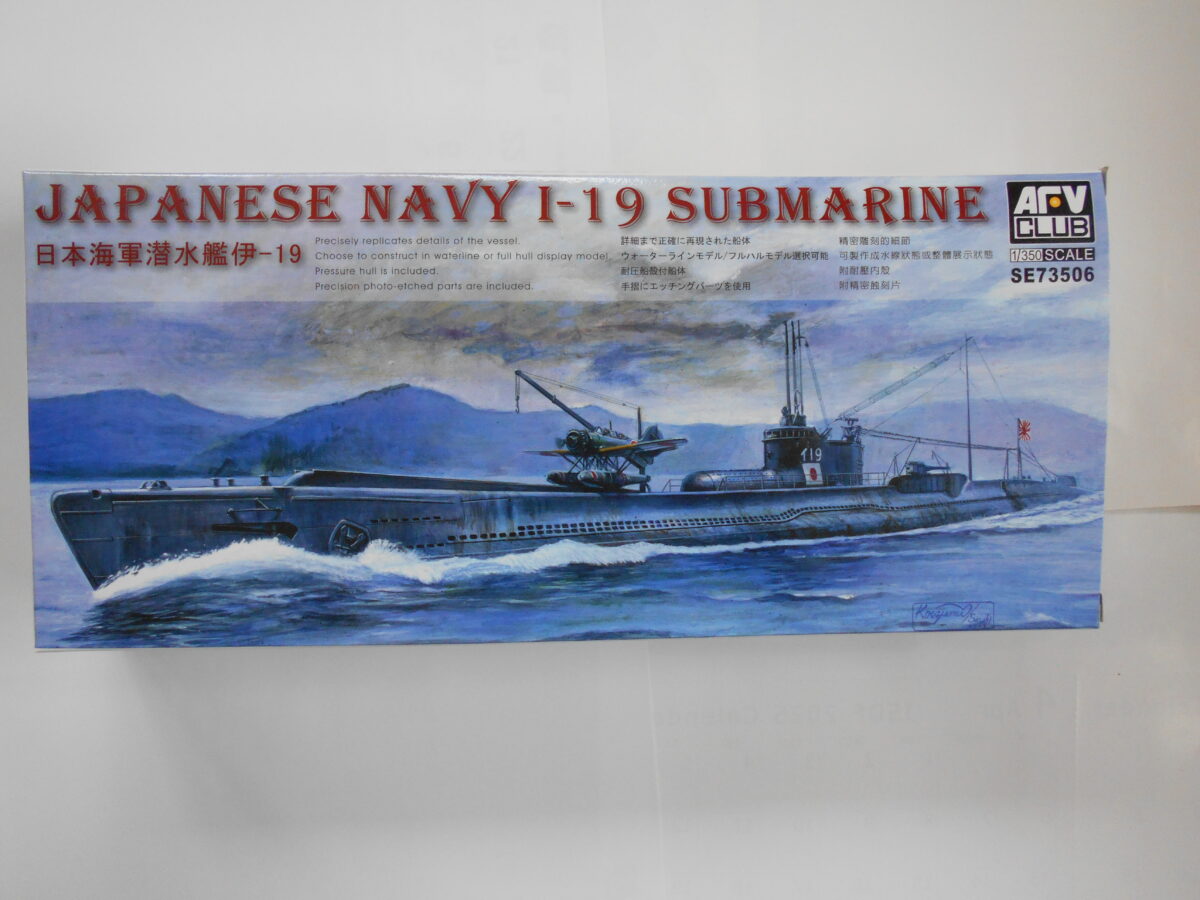 JAPANESE NAVY I-19 SUBMARINE
AFV
CLUB
1/350 SCALE
SE73506
日本海軍潜水艦伊-19
Precisely replicates details of the vessel.
Choose to construct in waterline or full hull display model.
Pressure hull is included.
Precision photo-etched parts are included.
詳細まで正確に再現された船体
ウォーターラインモデル/フルハルモデル選択可能
耐圧船殻付船体
手摺にエッチングパーツを使用
精密雕刻的細節
可製作成水線狀態或整體展示狀態
附耐壓內殼
附精密蝕刻片
イ19